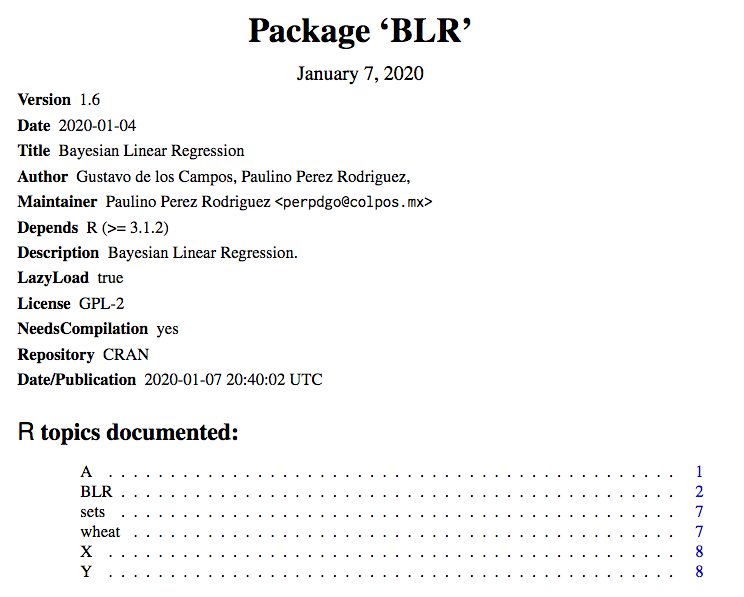 Package ‘BLR’
January 7, 2020
Version 1.6
Date 2020-01-04
Title Bayesian Linear Regression
Author Gustavo de los Campos, Paulino Perez Rodriguez,
Maintainer Paulino Perez Rodriguez <perpdgo@colpos.mx>
Depends R (>= 3.1.2)
Description Bayesian Linear Regression.
LazyLoad true
License GPL-2
NeedsCompilation yes
Repository CRAN
Date/Publication 2020-01-07 20:40:02 UTC
R topics documented:
A . . . . . . . . . . . . . . . . . . . . . . . . . . . . . . . . . . . . . . . . . . . . . . 1
BLR . . . . . . . . . . . . . . . . . . . . . . . . . . . . . . . . . . . . . . . . . . . . . 2
sets . . . . . . . . . . . . . . . . . . . . . . . . . . . . . . . . . . . . . . . . . . . . . 7
wheat . . . . . . . . . . . . . . . . . . . . . . . . . . . . . . . . . . . . . . . . . . . . 7
X . . . . . . . . . . . . . . . . . . . . . . . . . . . . . . . . . . . . . . . . . . . . . . 8
Y . . . . . . . . . . . . . . . . . . . . . . . . . . . . . . . . . . . . . . . . . . . . . . 8